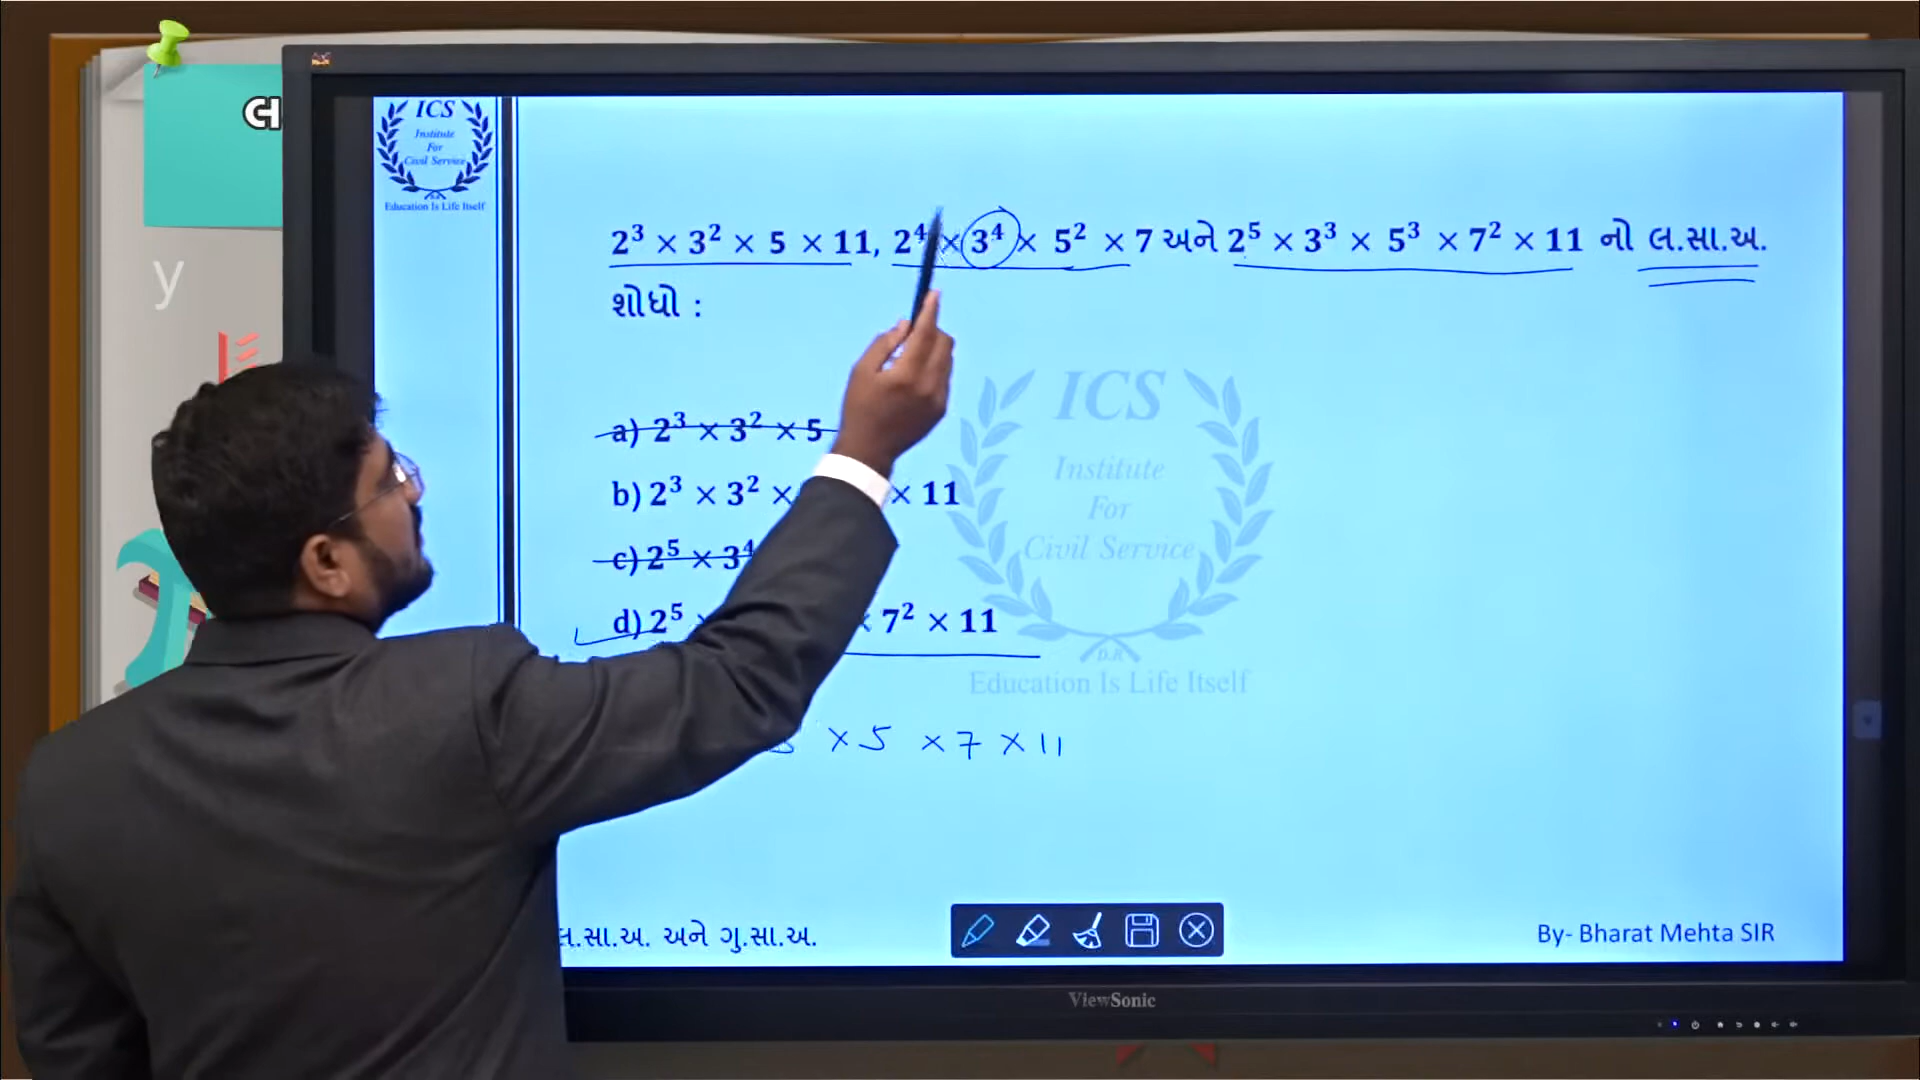 લ
ICS
Institute
For
Civil Service
D.R
Education Is Life Itself
y
2³ × 3² × 5 × 11, 2⁴ × 3⁴ × 5² × 7 અને 2⁵ × 3³ × 5³ × 7² × 11 નો લ.સા.અ.
શોધો :
a) 2³ × 3² × 5
b) 2³ × 3² × × 11
c) 2⁵ × 3⁴
d) 2⁵ × × 7² × 11
ICS
Institute
For
Civil Service
D.R
Education Is Life Itself
× 5 × 7 × 11
લ.સા.અ. અને ગુ.સા.અ.
By- Bharat Mehta SIR
ViewSonic